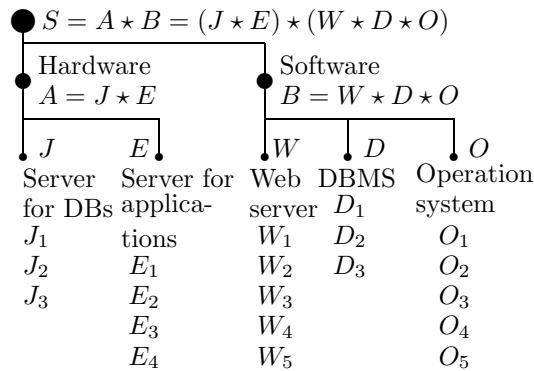 S = A ⋆ B = (J ⋆ E) ⋆ (W ⋆ D ⋆ O)
Hardware
A = J ⋆ E
Software
B = W ⋆ D ⋆ O
J
Server
for DBs
J₁
J₂
J₃
E
Server for
applica-
tions
E₁
E₂
E₃
E₄
W
Web
server
W₁
W₂
W₃
W₄
W₅
D
DBMS
D₁
D₂
D₃
O
Operation
system
O₁
O₂
O₃
O₄
O₅